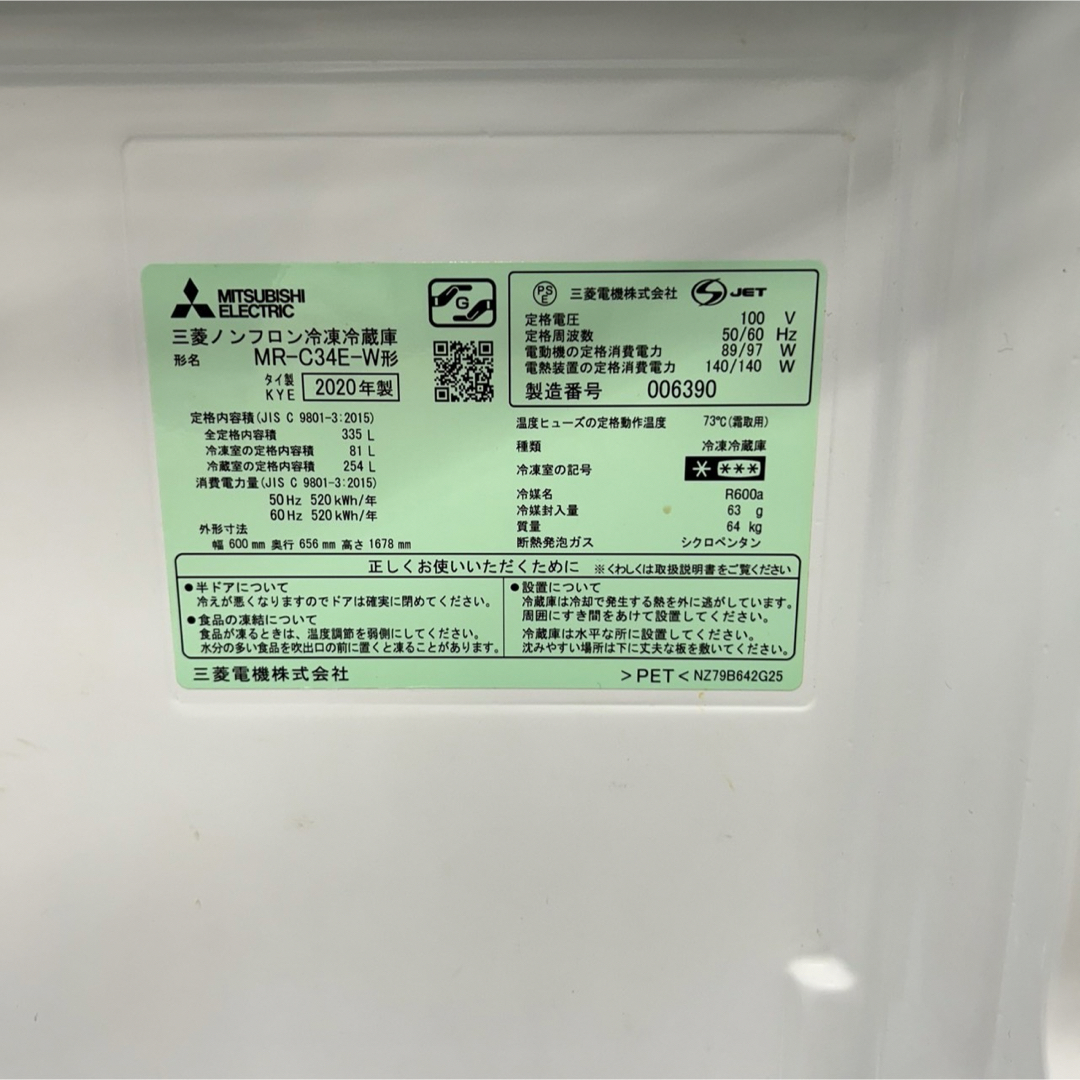 MITSUBISHI
ELECTRIC
G
三菱ノンフロン冷凍冷蔵庫
形名 MR-C34E-W形
タイ製
KYE
2020年製
定格内容積(JIS C 9801-3:2015)
全定格内容積 335 L
冷凍室の定格内容積 81 L
冷蔵室の定格内容積 254 L
消費電力量(JIS C 9801-3:2015)
50Hz 520kWh/年
60Hz 520kWh/年
外形寸法
幅 600mm 奥行 656mm 高さ 1678mm
PSE 三菱電機株式会社 S JET
定格電圧 100 V
定格周波数 50/60 Hz
電動機の定格消費電力 89/97 W
電熱装置の定格消費電力 140/140 W
製造番号 006390
温度ヒューズの定格動作温度 73℃(霜取用)
種類 冷凍冷蔵庫
冷凍室の記号 * ***
冷媒名 R600a
冷媒封入量 63 g
質量 64 kg
断熱発泡ガス シクロペンタン
正しくお使いいただくために ※くわしくは取扱説明書をご覧ください
●半ドアについて
冷えが悪くなりますのでドアは確実に閉めてください。
●食品の凍結について
食品が凍るときは、温度調節を弱側にしてください。
水分の多い食品を吹出口の前に置くと凍ることがあります。
●設置について
冷蔵庫は冷却で発生する熱を外に逃がしています。
周囲にすき間をあけて設置してください。
冷蔵庫は水平な所に設置してください。
沈みやすい場所は下に丈夫な板を敷いてください。
三菱電機株式会社
>PET< NZ79B642G25